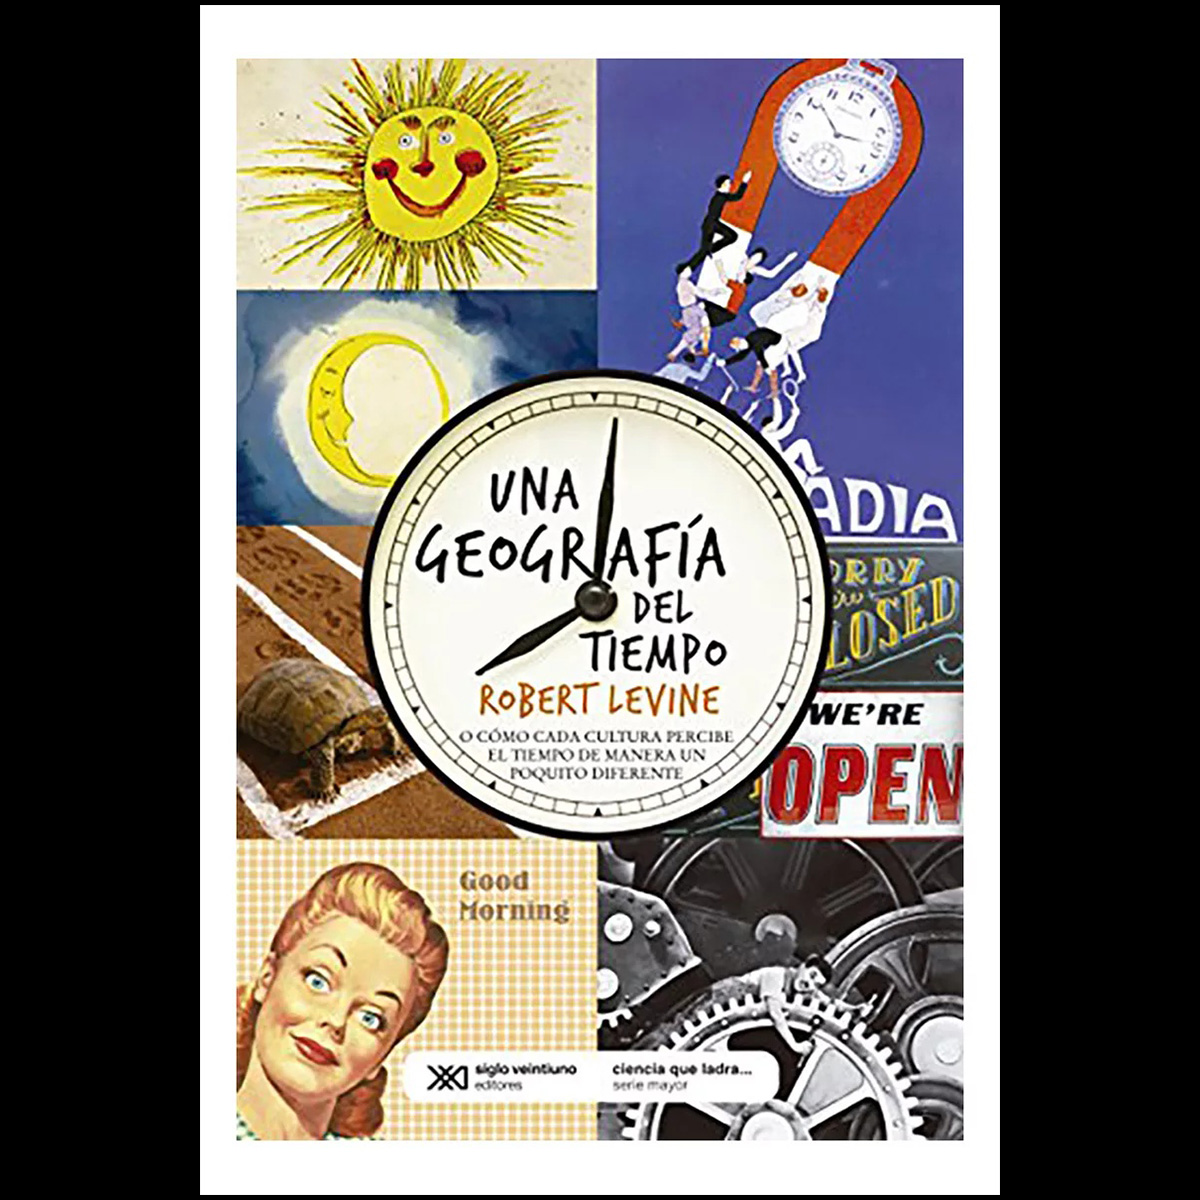 UNA
GEOGRAFÍA
DEL
TIEMPO
ROBERT LEVINE
O CÓMO CADA CULTURA PERCIBE
EL TIEMPO DE MANERA UN
POQUITO DIFERENTE
ADIA
ORRY
LOSED
WE'RE
OPEN
Good
Morning
siglo veintiuno
editores
ciencia que ladra...
serie mayor